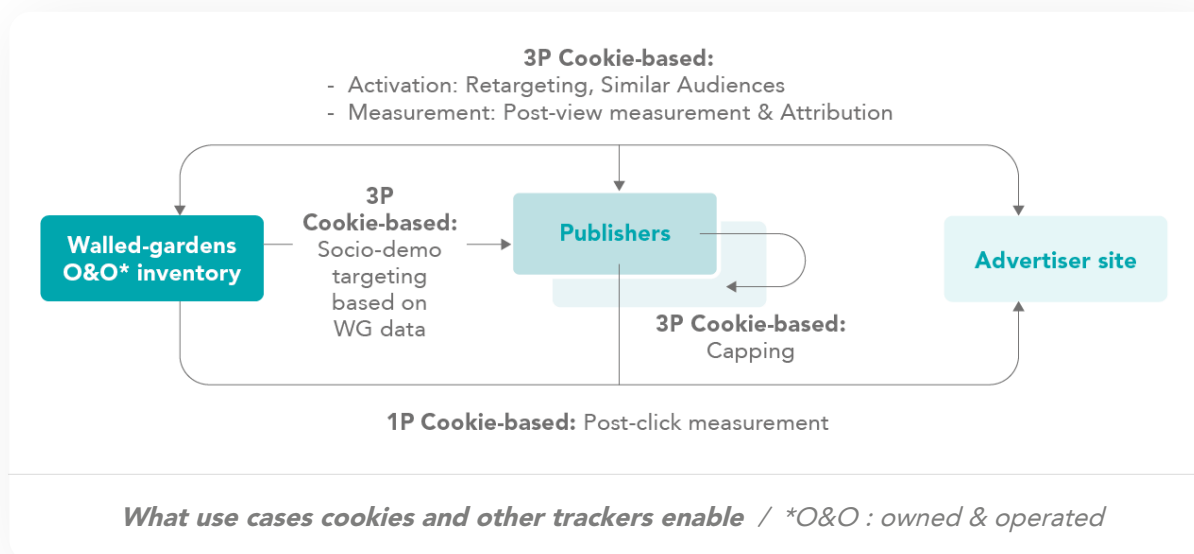 3P Cookie-based:
- Activation: Retargeting, Similar Audiences
- Measurement: Post-view measurement & Attribution
Walled-gardens
O&O* inventory
3P
Cookie-based:
Socio-demo
targeting
based on
WG data
Publishers
3P Cookie-based:
Capping
Advertiser site
1P Cookie-based: Post-click measurement
What use cases cookies and other trackers enable / *O&O : owned & operated